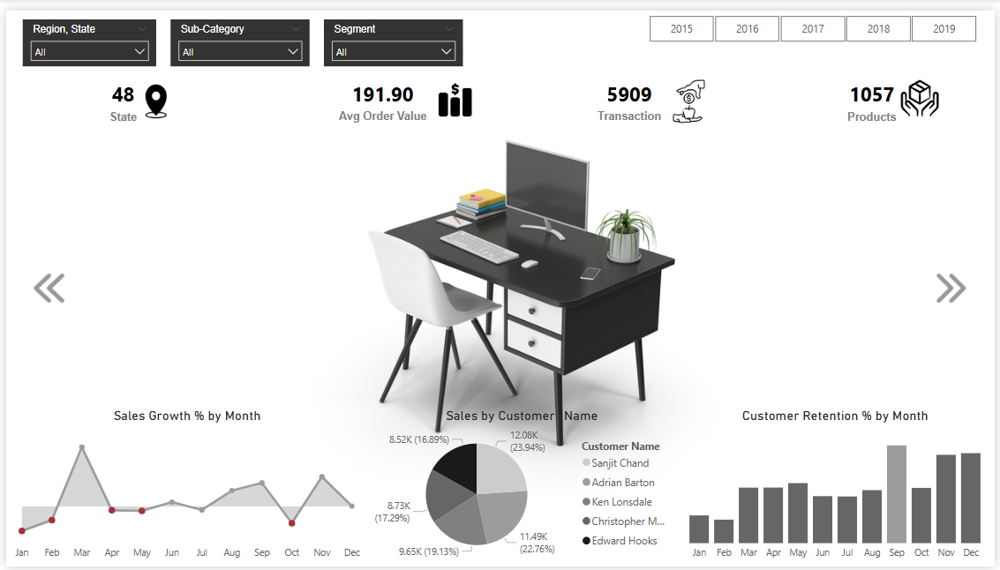 Region, State
All
Sub-Category
All
Segment
All
2015 2016 2017 2018 2019
48
State
191.90
Avg Order Value
$
5909
Transaction
$
1057
Products
Sales Growth % by Month
Jan Feb Mar Apr May Jun Jul Aug Sep Oct Nov Dec
Sales by Customer Name
8.52K (16.89%)
12.08K
(23.94%)
8.73K
(17.29%)
9.65K (19.13%)
11.49K
(22.76%)
Customer Name
Sanjit Chand
Adrian Barton
Ken Lonsdale
Christopher M...
Edward Hooks
Customer Retention % by Month
Jan Feb Mar Apr May Jun Jul Aug Sep Oct Nov Dec